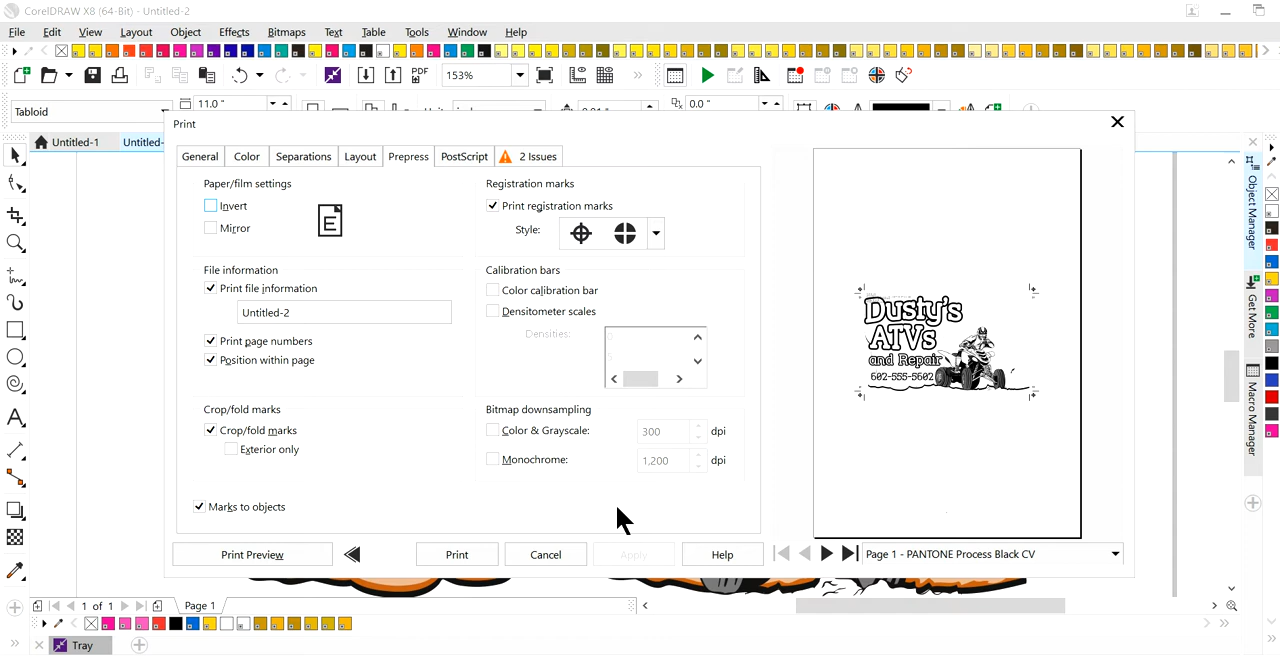 CorelDRAW X8 (64-Bit) - Untitled-2
File Edit View Layout Object Effects Bitmaps Text Table Tools Window Help
PDF 153%
Tabloid 11.0 " 0.0 "
Print
Untitled-1 Untitled-
General Color Separations Layout Prepress PostScript 2 Issues
Paper/film settings
Invert
Mirror
E
Registration marks
Print registration marks
Style:
File information
Print file information
Untitled-2
Print page numbers
Position within page
Calibration bars
Color calibration bar
Densitometer scales
Densities:
Crop/fold marks
Crop/fold marks
Exterior only
Bitmap downsampling
Color & Grayscale: 300 dpi
Monochrome: 1,200 dpi
Marks to objects
Dusty's
ATVs
and Repair
602-555-5602
Print Preview Print Cancel Apply Help
Page 1 - PANTONE Process Black CV
Object Manager
Get More
Macro Manager
1 of 1 Page 1
Tray